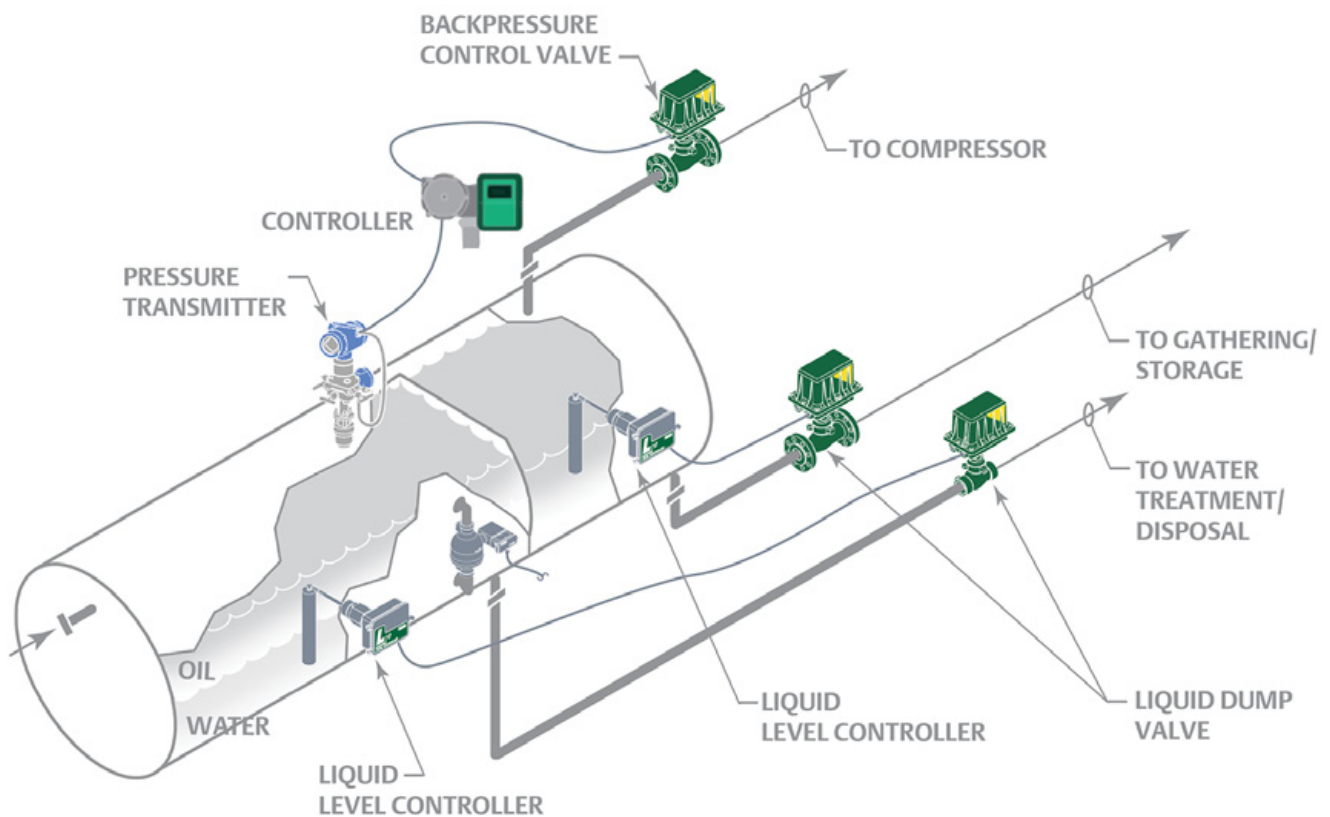 BACKPRESSURE
CONTROL VALVE
TO COMPRESSOR
CONTROLLER
PRESSURE
TRANSMITTER
TO GATHERING/
STORAGE
TO WATER
TREATMENT/
DISPOSAL
OIL
WATER
LIQUID
LEVEL CONTROLLER
LIQUID DUMP
VALVE
LIQUID
LEVEL CONTROLLER